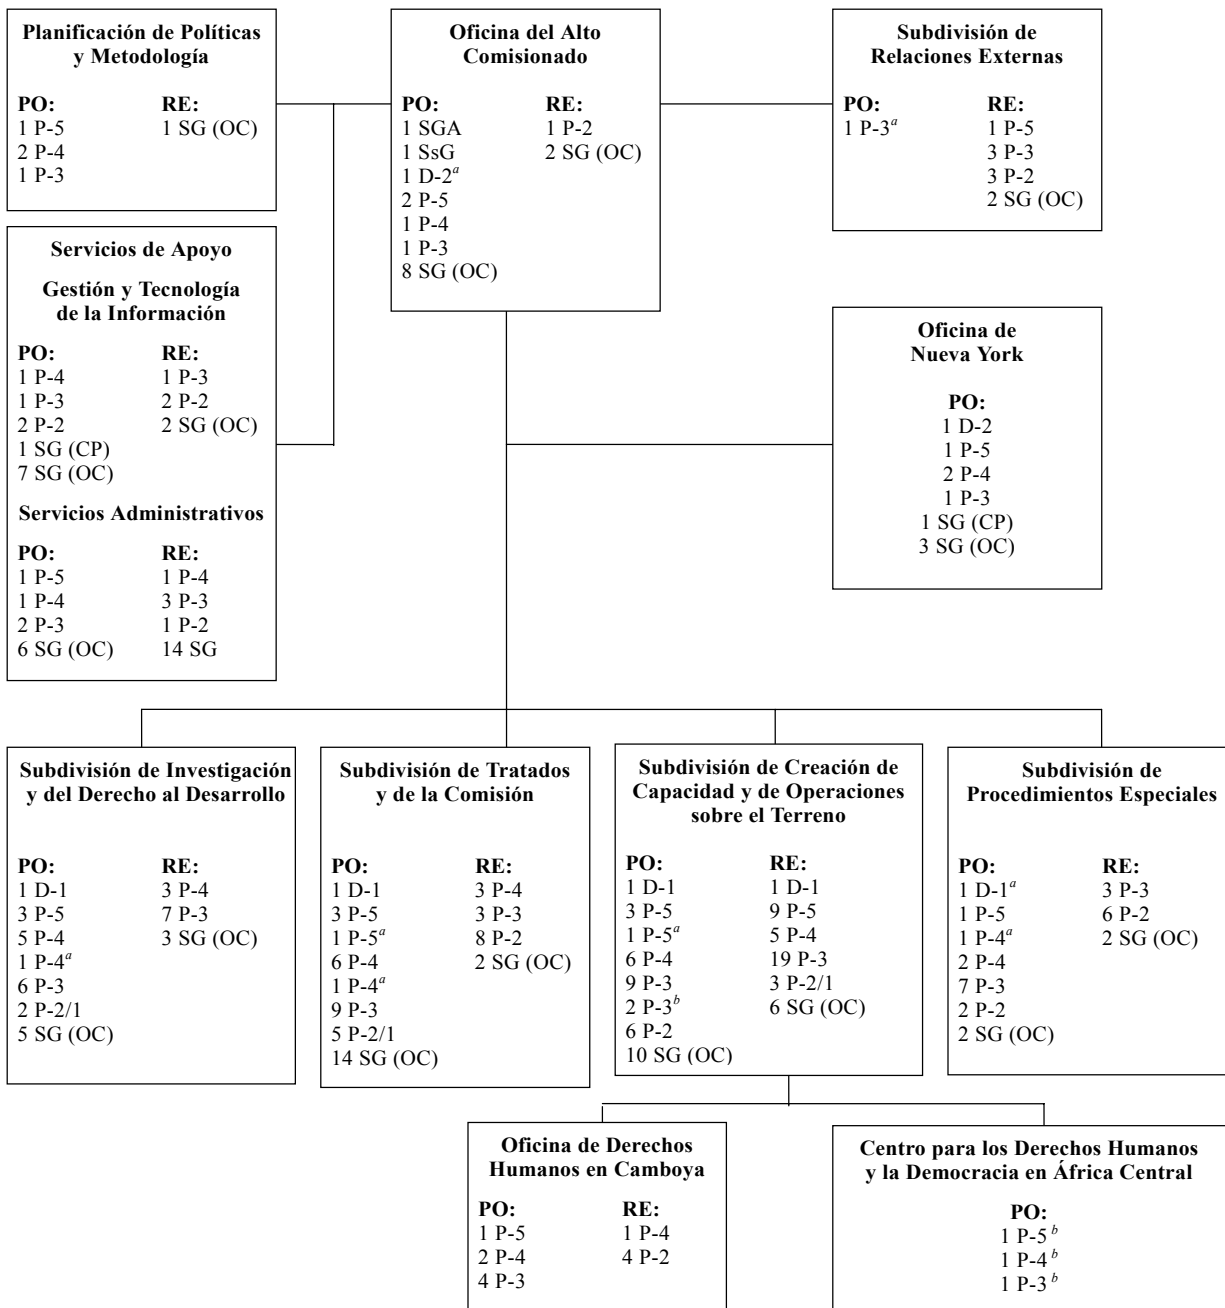 Planificación de Políticas
y Metodología
PO: RE:
1 P-5 1 SG (OC)
2 P-4
1 P-3
Oficina del Alto
Comisionado
PO: RE:
1 SGA 1 P-2
1 SsG 2 SG (OC)
1 D-2a
2 P-5
1 P-4
1 P-3
8 SG (OC)
Subdivisión de
Relaciones Externas
PO: RE:
1 P-3a 1 P-5
3 P-3
3 P-2
2 SG (OC)
Servicios de Apoyo
Gestión y Tecnología
de la Información
PO: RE:
1 P-4 1 P-3
1 P-3 2 P-2
2 P-2 2 SG (OC)
1 SG (CP)
7 SG (OC)
Servicios Administrativos
PO: RE:
1 P-5 1 P-4
1 P-4 3 P-3
2 P-3 1 P-2
6 SG (OC) 14 SG
Oficina de
Nueva York
PO:
1 D-2
1 P-5
2 P-4
1 P-3
1 SG (CP)
3 SG (OC)
Subdivisión de Investigación
y del Derecho al Desarrollo
PO: RE:
1 D-1 3 P-4
3 P-5 7 P-3
5 P-4 3 SG (OC)
1 P-4a
6 P-3
2 P-2/1
5 SG (OC)
Subdivisión de Tratados
y de la Comisión
PO: RE:
1 D-1 3 P-4
3 P-5 3 P-3
1 P-5a 8 P-2
6 P-4 2 SG (OC)
1 P-4a
9 P-3
5 P-2/1
14 SG (OC)
Subdivisión de Creación de
Capacidad y de Operaciones
sobre el Terreno
PO: RE:
1 D-1 1 D-1
3 P-5 9 P-5
1 P-5a 5 P-4
6 P-4 19 P-3
9 P-3 3 P-2/1
2 P-3b 6 SG (OC)
6 P-2
10 SG (OC)
Subdivisión de
Procedimientos Especiales
PO: RE:
1 D-1a 3 P-3
1 P-5 6 P-2
1 P-4a 2 SG (OC)
2 P-4
7 P-3
2 P-2
2 SG (OC)
Oficina de Derechos
Humanos en Camboya
PO: RE:
1 P-5 1 P-4
2 P-4 4 P-2
4 P-3
Centro para los Derechos Humanos
y la Democracia en África Central
PO:
1 P-5 b
1 P-4 b
1 P-3 b